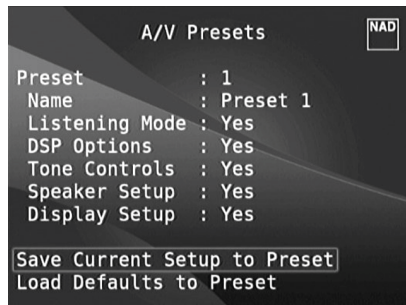 A/V Presets
NAD
Preset : 1
Name : Preset 1
Listening Mode : Yes
DSP Options : Yes
Tone Controls : Yes
Speaker Setup : Yes
Display Setup : Yes
Save Current Setup to Preset
Load Defaults to Preset